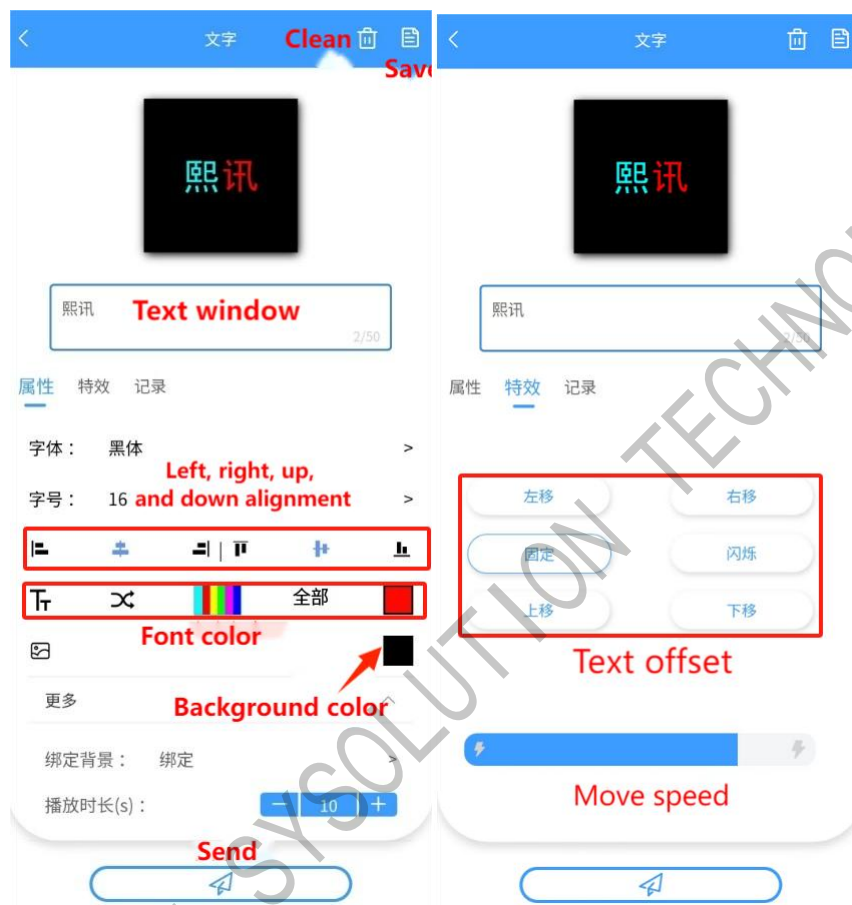 文字
Clean
Save
熙讯
熙讯
Text window
2/50
属性 特效 记录
字体： 黑体 >
Left, right, up,
and down alignment
字号： 16 >
全部
Font color
Background color
更多
绑定背景： 绑定 >
播放时长(s)： 10
Send
文字
熙讯
熙讯
2/50
属性 特效 记录
左移 右移
固定 闪烁
上移 下移
Text offset
Move speed
SYSOLUTION TECHNO